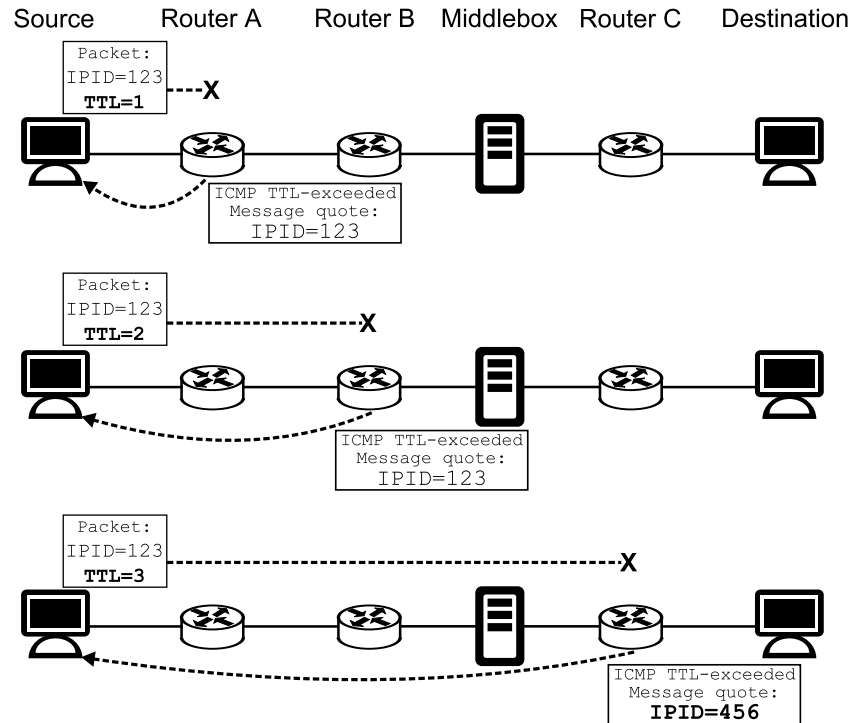 Source Router A Router B Middlebox Router C Destination
Packet:
IPID=123
TTL=1
ICMP TTL-exceeded
Message quote:
IPID=123
Packet:
IPID=123
TTL=2
ICMP TTL-exceeded
Message quote:
IPID=123
Packet:
IPID=123
TTL=3
ICMP TTL-exceeded
Message quote:
IPID=456